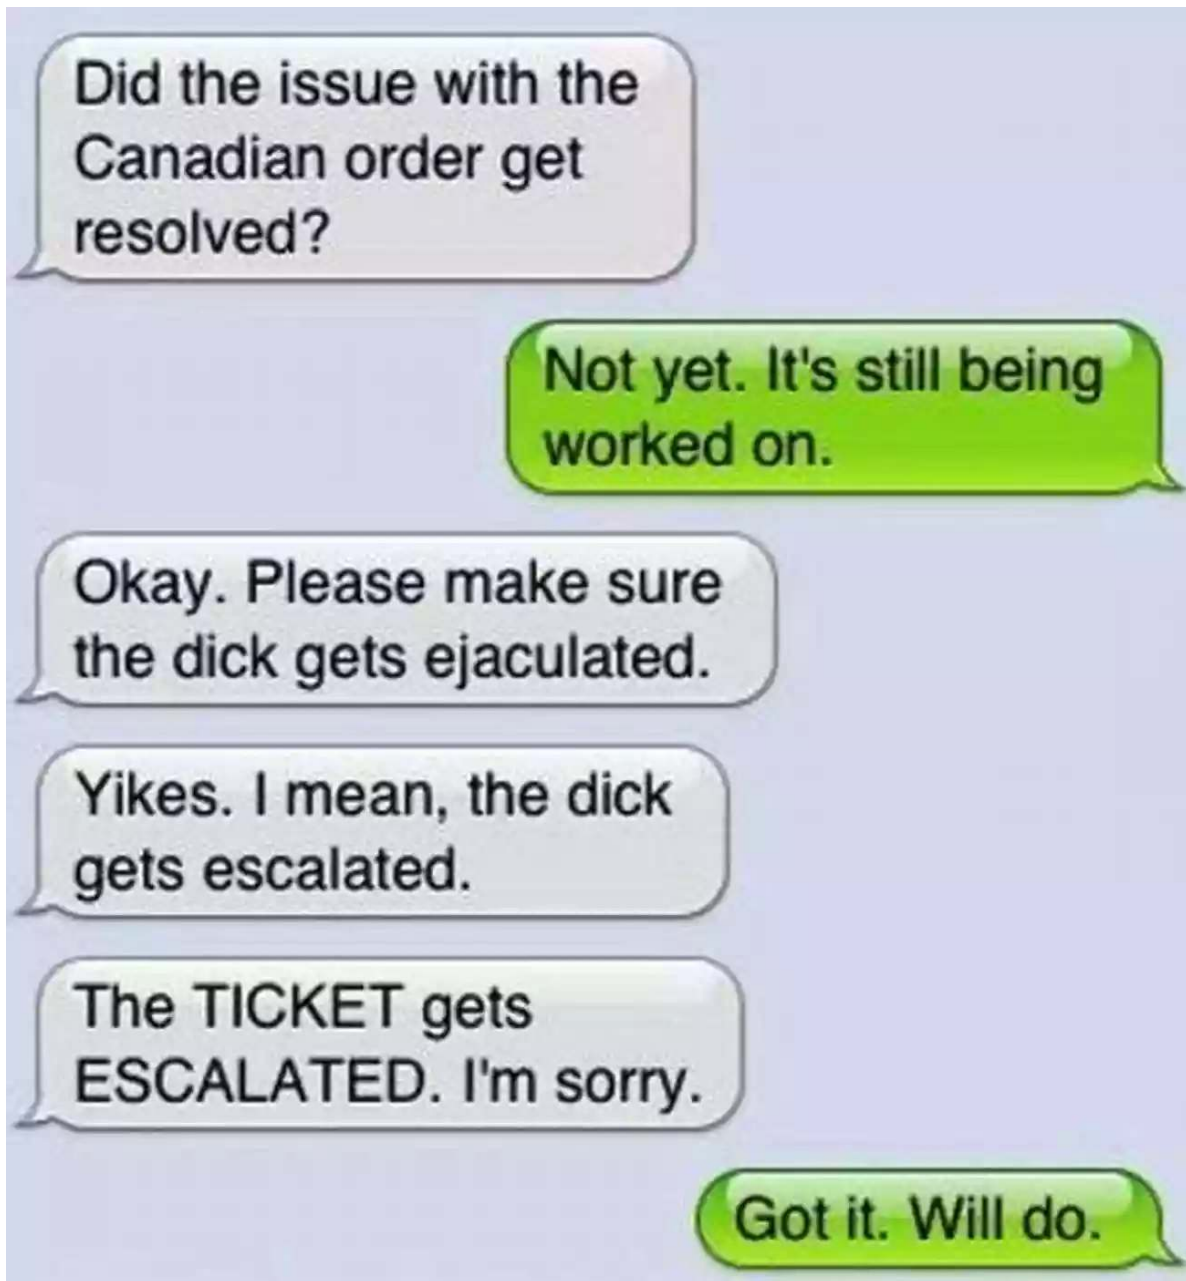 Did the issue with the
Canadian order get
resolved?
Not yet. It's still being
worked on.
Okay. Please make sure
the dick gets ejaculated.
Yikes. I mean, the dick
gets escalated.
The TICKET gets
ESCALATED. I'm sorry.
Got it. Will do.